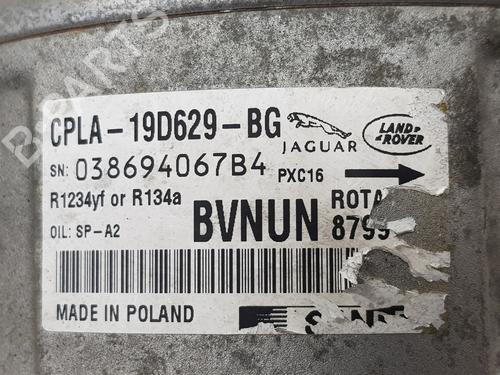 CPLA-19D629-BG
JAGUAR
LAND ROVER
SN: 038694067B4 PXC16
R1234yf or R134a
OIL: SP-A2
BVNUN
ROTA
8799
MADE IN POLAND